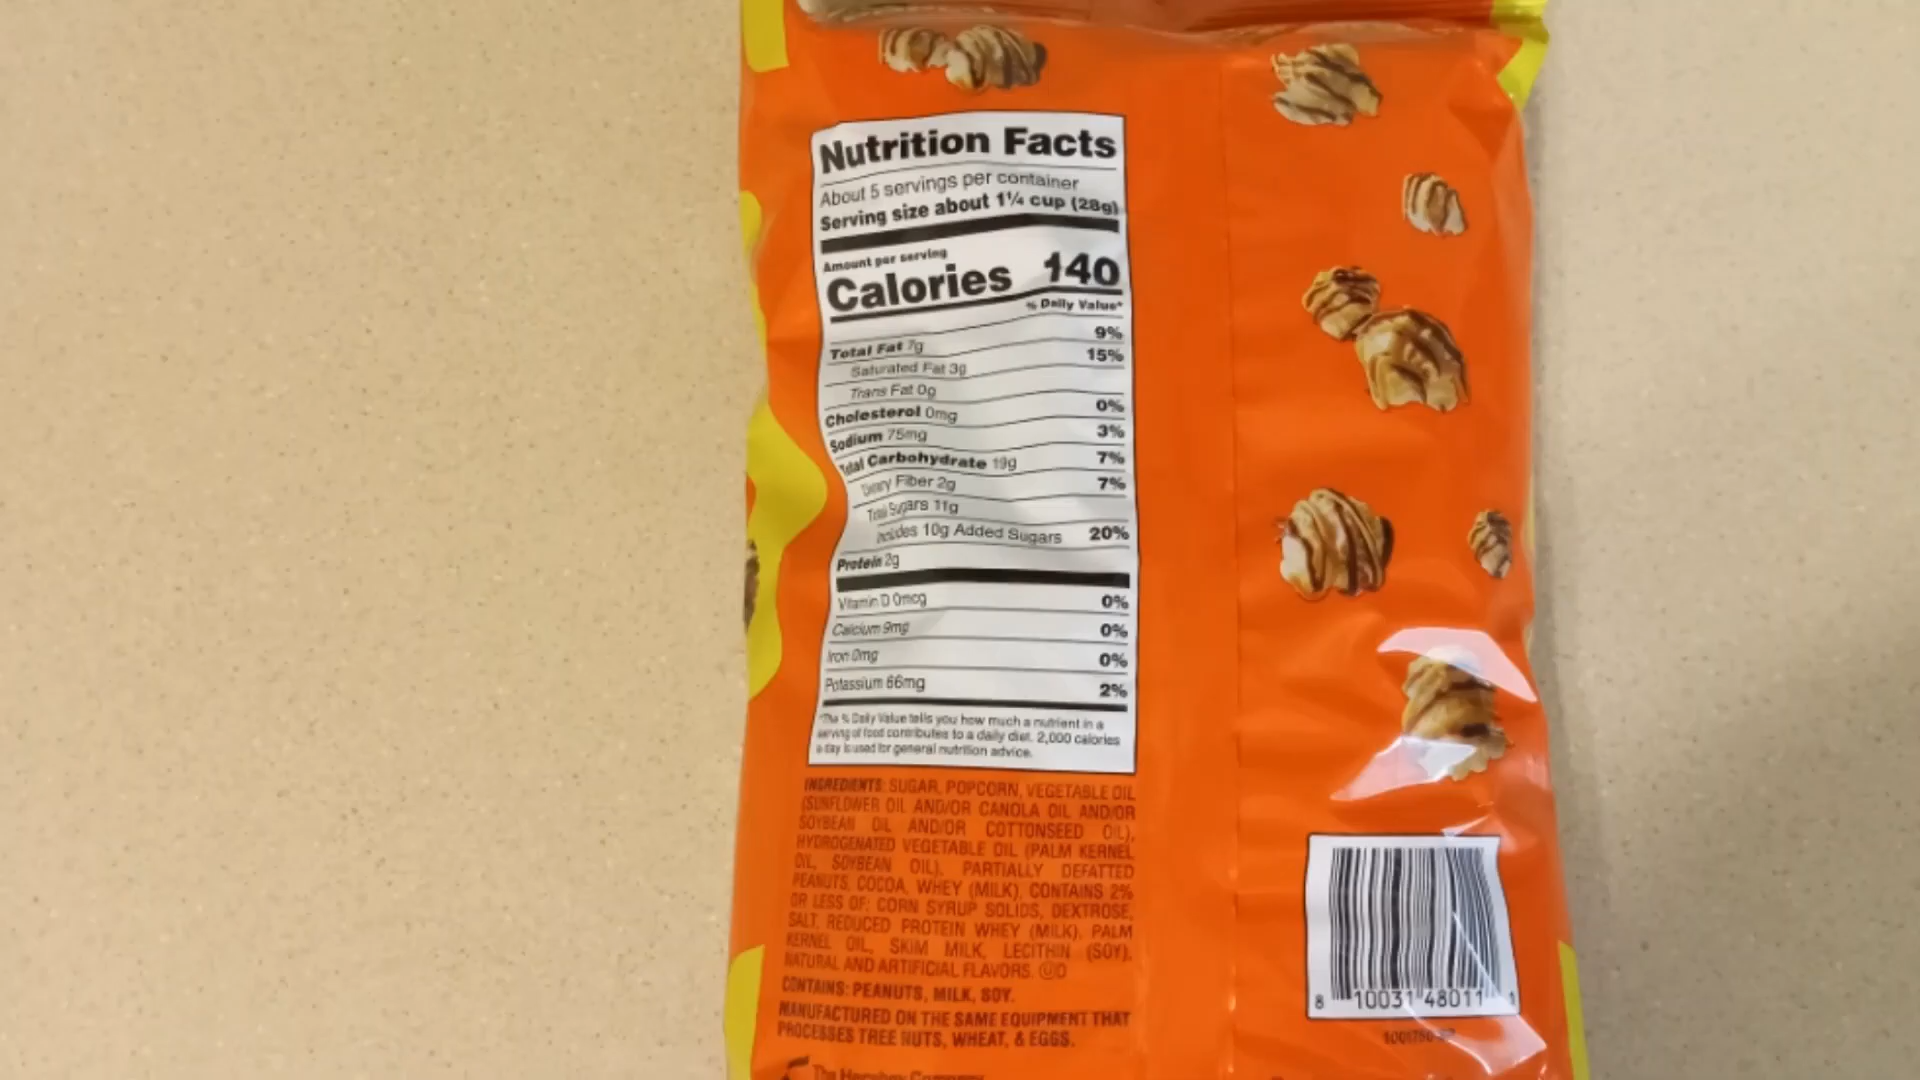 Nutrition Facts
About 5 servings per container
Serving size about 1¼ cup (28g)
Amount per serving
Calories 140
% Daily Value*
Total Fat 7g 9%
Saturated Fat 3g 15%
Trans Fat 0g
Cholesterol 0mg 0%
Sodium 75mg 3%
Total Carbohydrate 19g 7%
Dietary Fiber 2g 7%
Total Sugars 11g
Includes 10g Added Sugars 20%
Protein 2g
Vitamin D 0mcg 0%
Calcium 9mg 0%
Iron 0mg 0%
Potassium 66mg 2%
*The % Daily Value tells you how much a nutrient in a
serving of food contributes to a daily diet. 2,000 calories
a day is used for general nutrition advice.
INGREDIENTS: SUGAR, POPCORN, VEGETABLE OIL
(SUNFLOWER OIL AND/OR CANOLA OIL AND/OR
SOYBEAN OIL AND/OR COTTONSEED OIL),
HYDROGENATED VEGETABLE OIL (PALM KERNEL
OIL, SOYBEAN OIL), PARTIALLY DEFATTED
PEANUTS, COCOA, WHEY (MILK), CONTAINS 2%
OR LESS OF: CORN SYRUP SOLIDS, DEXTROSE,
SALT, REDUCED PROTEIN WHEY (MILK), PALM
KERNEL OIL, SKIM MILK, LECITHIN (SOY),
NATURAL AND ARTIFICIAL FLAVORS. ⓊD
CONTAINS: PEANUTS, MILK, SOY.
MANUFACTURED ON THE SAME EQUIPMENT THAT
PROCESSES TREE NUTS, WHEAT, & EGGS.
The Hershey Company
8 10031 48011 1